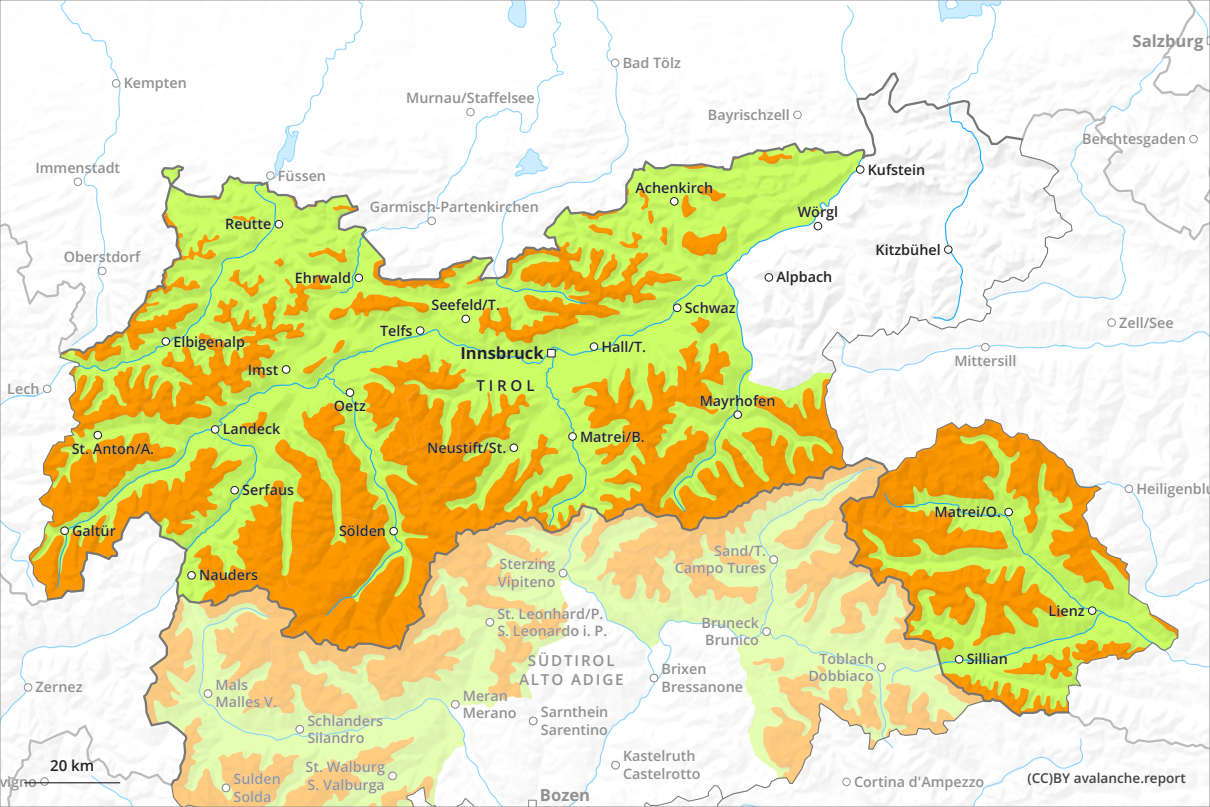 Salzburg
Bad Tölz
Kempten
Murnau/Staffelsee
Bayrischzell
Berchtesgaden
Immenstadt
Füssen
Kufstein
Achenkirch
Garmisch-Partenkirchen
Wörgl
Reutte
Oberstdorf
Kitzbühel
Ehrwald
Alpbach
Seefeld/T.
Schwaz
Zell/See
Telfs
Elbigenalp
Innsbruck
Hall/T.
Mittersill
Imst
TIROL
Lech
Oetz
Mayrhofen
Landeck
St. Anton/A.
Neustift/St.
Matrei/B.
Serfaus
Heiligenblu
Matrei/O.
Galtür
Sölden
Sand/T.
Campo Tures
Sterzing
Vipiteno
Nauders
Lienz
St. Leonhard/P.
S. Leonardo i. P.
Bruneck
Brunico
SÜDTIROL
ALTO ADIGE
Toblach
Dobbiaco
Sillian
Brixen
Bressanone
Zernez
Mals
Malles V.
Meran
Merano
Sarnthein
Sarentino
Schlanders
Silandro
Kastelruth
Castelrotto
20 km
St. Walburg
S. Valburga
Sulden
Solda
vigno
Cortina d'Ampezzo
(CC)BY avalanche.report
Bozen